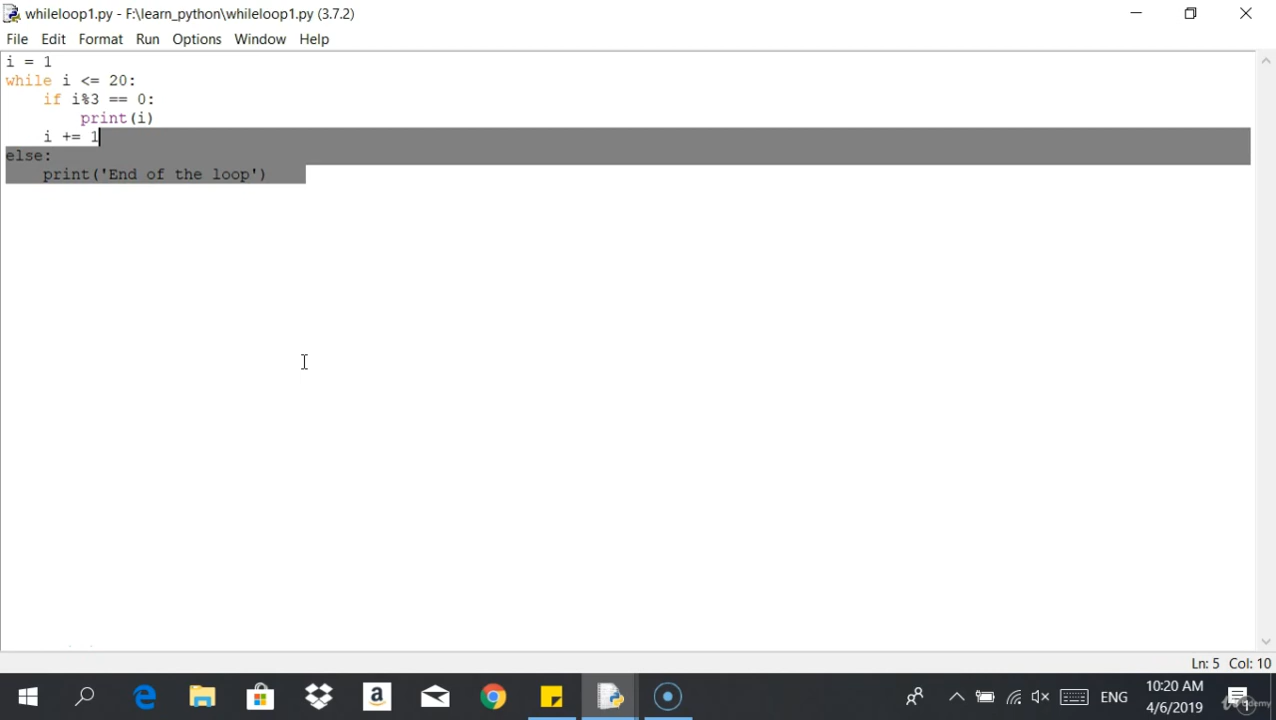 whileloop1.py - F:\learn_python\whileloop1.py (3.7.2)
File Edit Format Run Options Window Help
i = 1
while i <= 20:
    if i%3 == 0:
        print(i)
    i += 1
else:
    print('End of the loop')
Ln: 5 Col: 10
ENG
10:20 AM
4/6/2019
Udemy